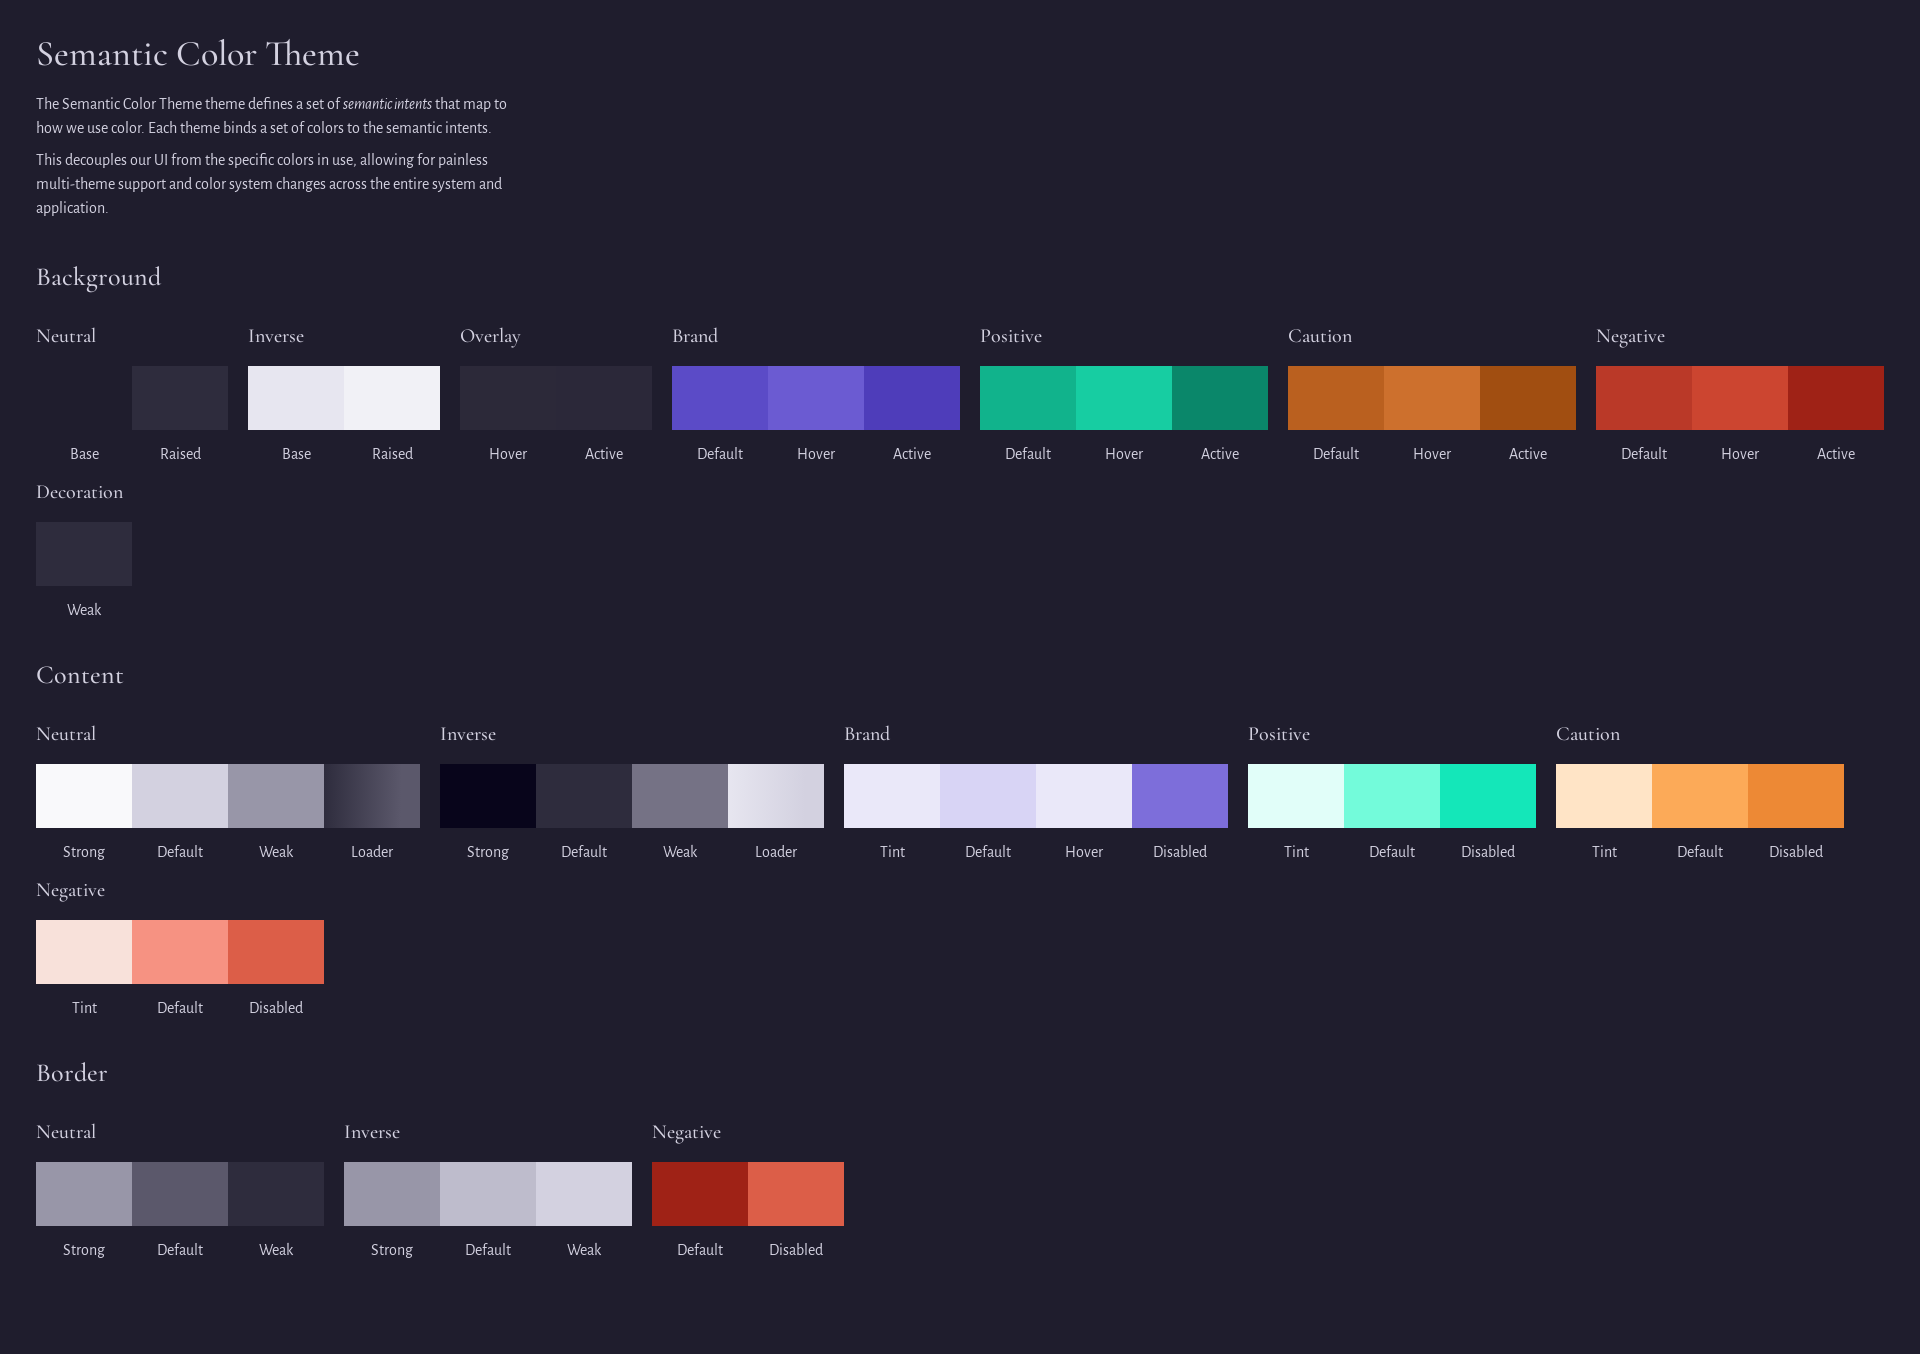 Semantic Color Theme
The Semantic Color Theme theme defines a set of semantic intents that map to
how we use color. Each theme binds a set of colors to the semantic intents.
This decouples our UI from the specific colors in use, allowing for painless
multi-theme support and color system changes across the entire system and
application.
Background
Neutral Inverse Overlay Brand Positive Caution Negative
Base Raised Base Raised Hover Active Default Hover Active Default Hover Active Default Hover Active Default Hover Active
Decoration
Weak
Content
Neutral Inverse Brand Positive Caution
Strong Default Weak Loader Strong Default Weak Loader Tint Default Hover Disabled Tint Default Disabled Tint Default Disabled
Negative
Tint Default Disabled
Border
Neutral Inverse Negative
Strong Default Weak Strong Default Weak Default Disabled